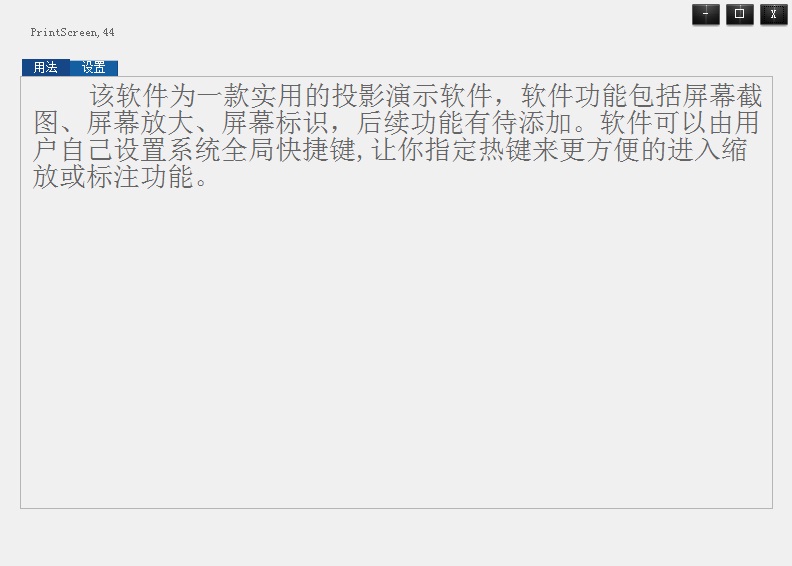 PrintScreen, 44
用法 设置
该软件为一款实用的投影演示软件，软件功能包括屏幕截
图、屏幕放大、屏幕标识，后续功能有待添加。软件可以由用
户自己设置系统全局快捷键,让你指定热键来更方便的进入缩
放或标注功能。